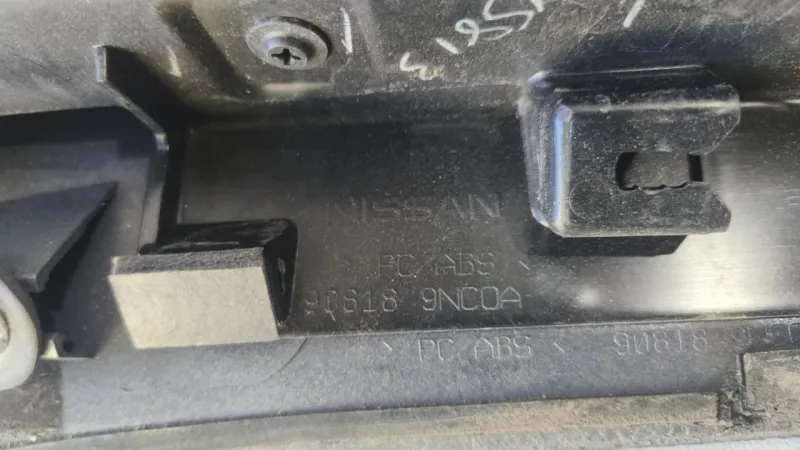 NISSAN
> PC/ABS <
90818 9NC0A
> PC/ABS < 90818